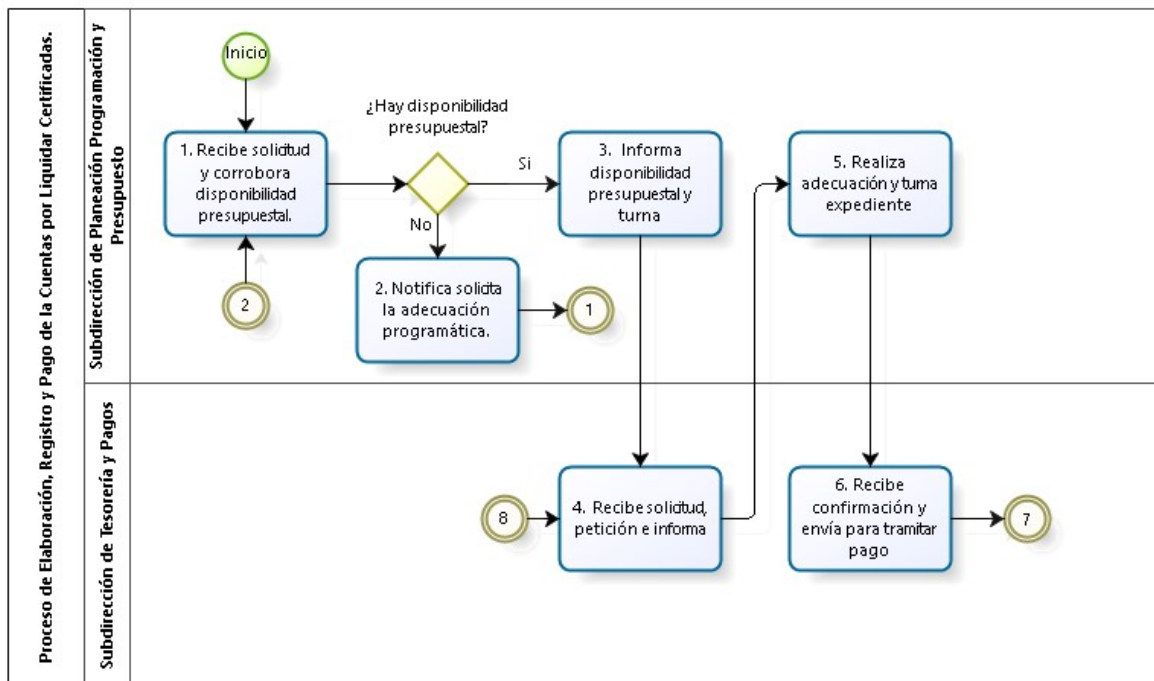 Proceso de Elaboración, Registro y Pago de la Cuentas por Liquidar Certificadas.
Subdirección de Planeación Programación y
Presupuesto
Inicio
1. Recibe solicitud
y corrobora
disponibilidad
presupuestal.
2
¿Hay disponibilidad
presupuestal?
Si
No
2. Notifica solicita
la adecuación
programática.
1
3. Informa
disponibilidad
presupuestal y
turna
5. Realiza
adecuación y turna
expediente
Subdirección de Tesorería y Pagos
8
4. Recibe solicitud,
petición e informa
6. Recibe
confirmación y
envía para tramitar
pago
7